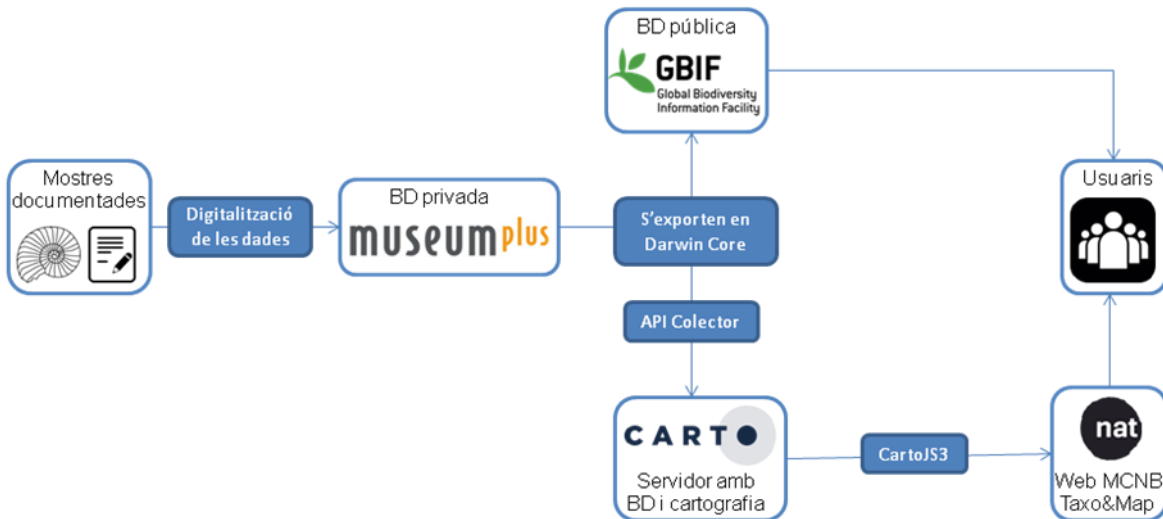 BD pública
GBIF
Global Biodiversity
Information Facility
Mostres
documentades
Digitalització
de les dades
BD privada
museumplus
S'exporten en
Darwin Core
Usuaris
API Colector
CARTO
Servidor amb
BD i cartografia
CartoJS3
nat
Web MCNB
Taxo&Map